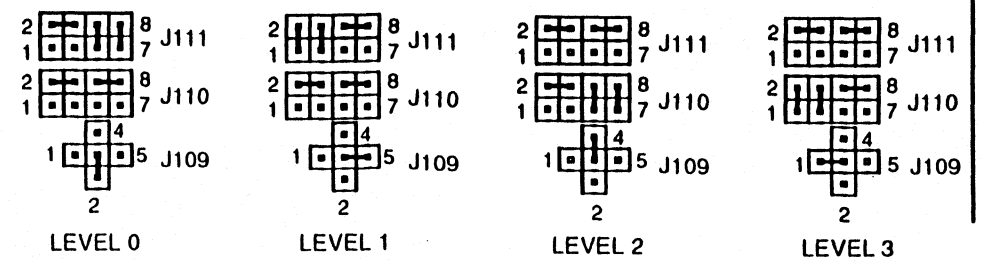 2 8 J111 2 8 J111 2 8 J111 2 8 J111
1 7 1 7 1 7 1 7
2 8 J110 2 8 J110 2 8 J110 2 8 J110
1 7 1 7 1 7 1 7
4 4 4 4
1 5 J109 1 5 J109 1 5 J109 1 5 J109
2 2 2 2
LEVEL 0 LEVEL 1 LEVEL 2 LEVEL 3